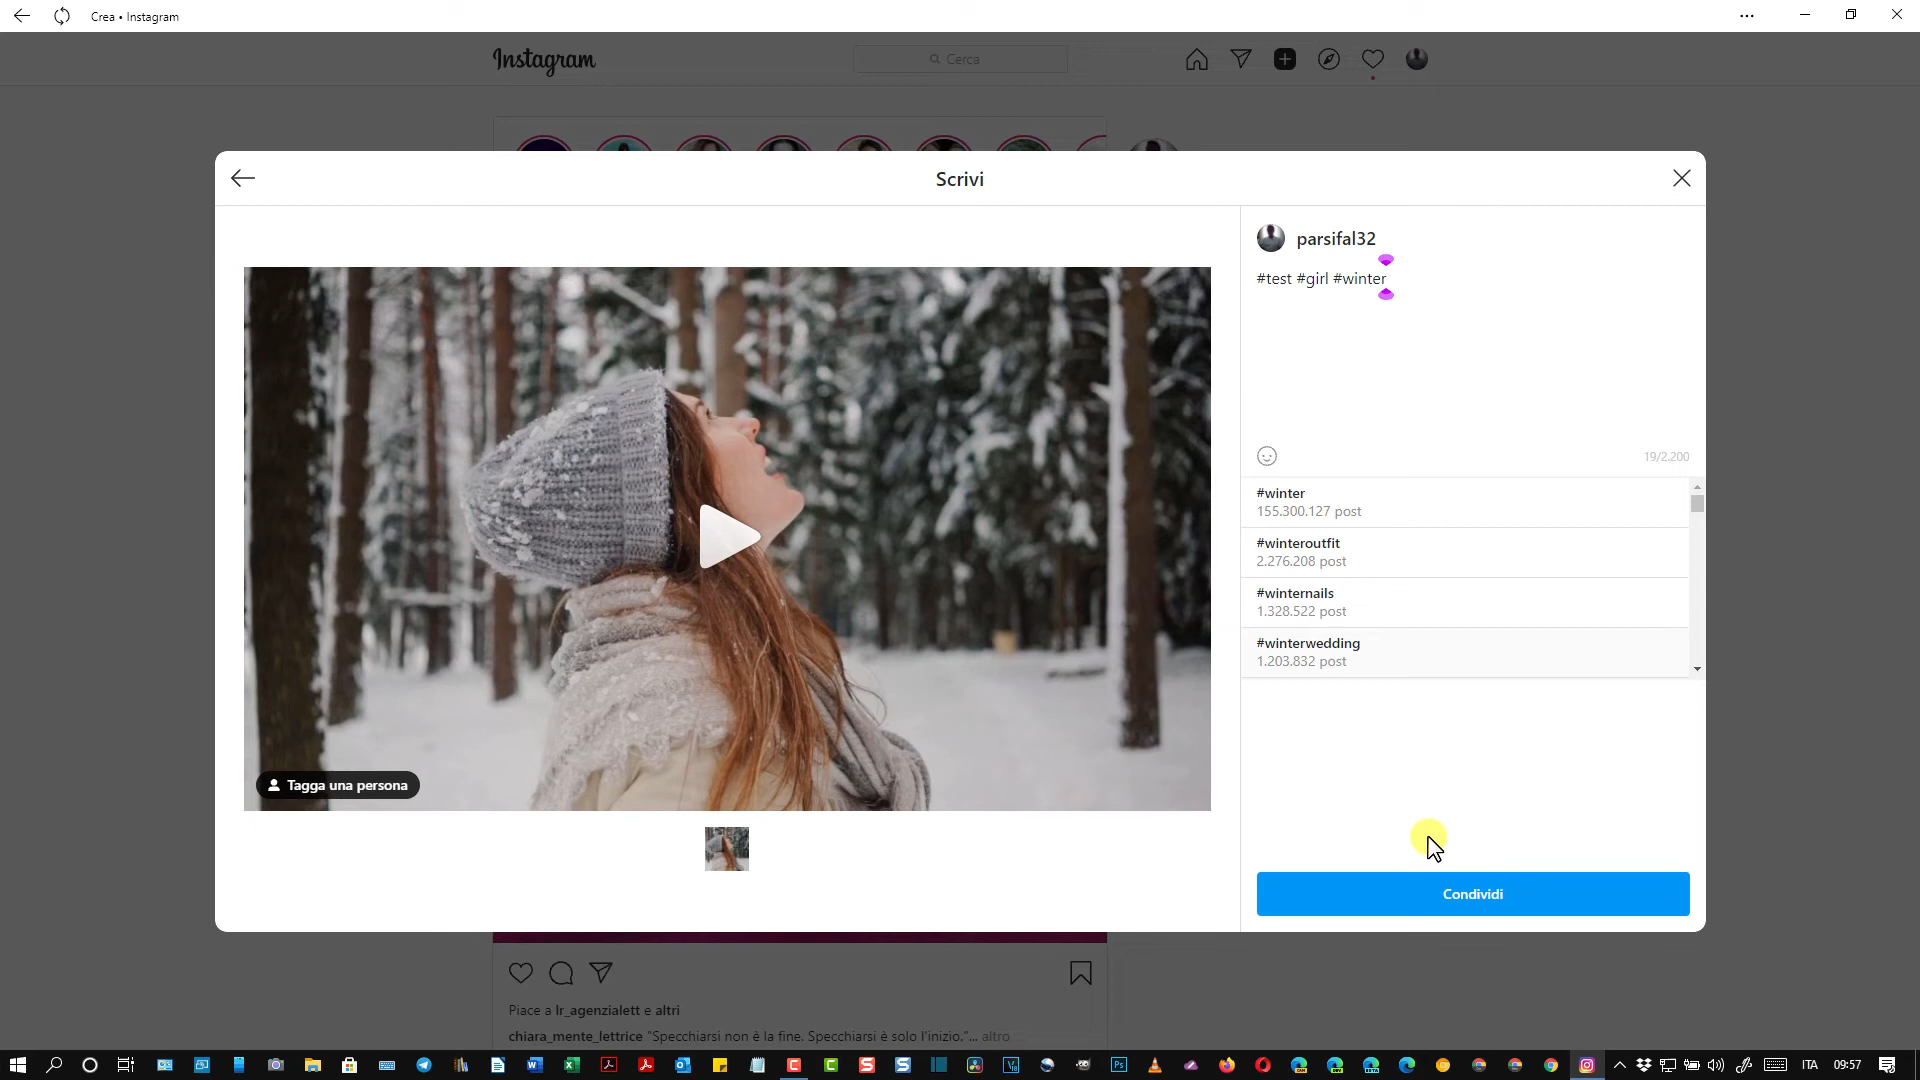 Crea • Instagram
Instagram
Cerca
Scrivi
parsifal32
#test #girl #winter
19/2.200
#winter
155.300.127 post
#winteroutfit
2.276.208 post
#winternails
1.328.522 post
#winterwedding
1.203.832 post
Tagga una persona
Condividi
Piace a lr_agenzialett e altri
chiara_mente_lettrice "Specchiarsi non è la fine. Specchiarsi è solo l'inizio,"... altro
ITA
09:57